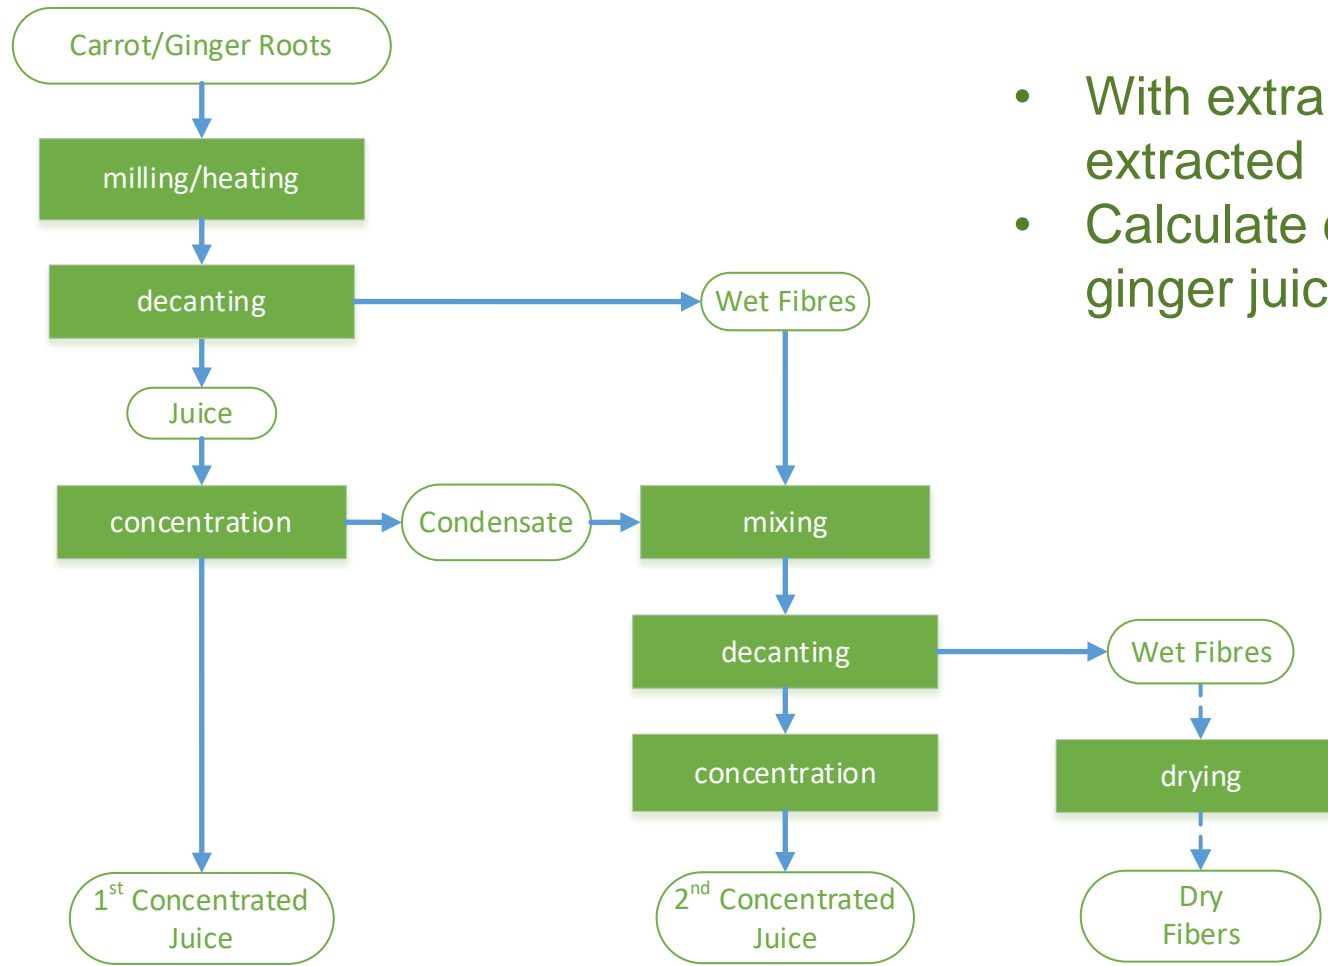 Carrot/Ginger Roots
milling/heating
decanting
Wet Fibres
Juice
concentration
Condensate
mixing
decanting
Wet Fibres
concentration
drying
1st Concentrated
Juice
2nd Concentrated
Juice
Dry
Fibers
• With extra
extracted
• Calculate
ginger juic